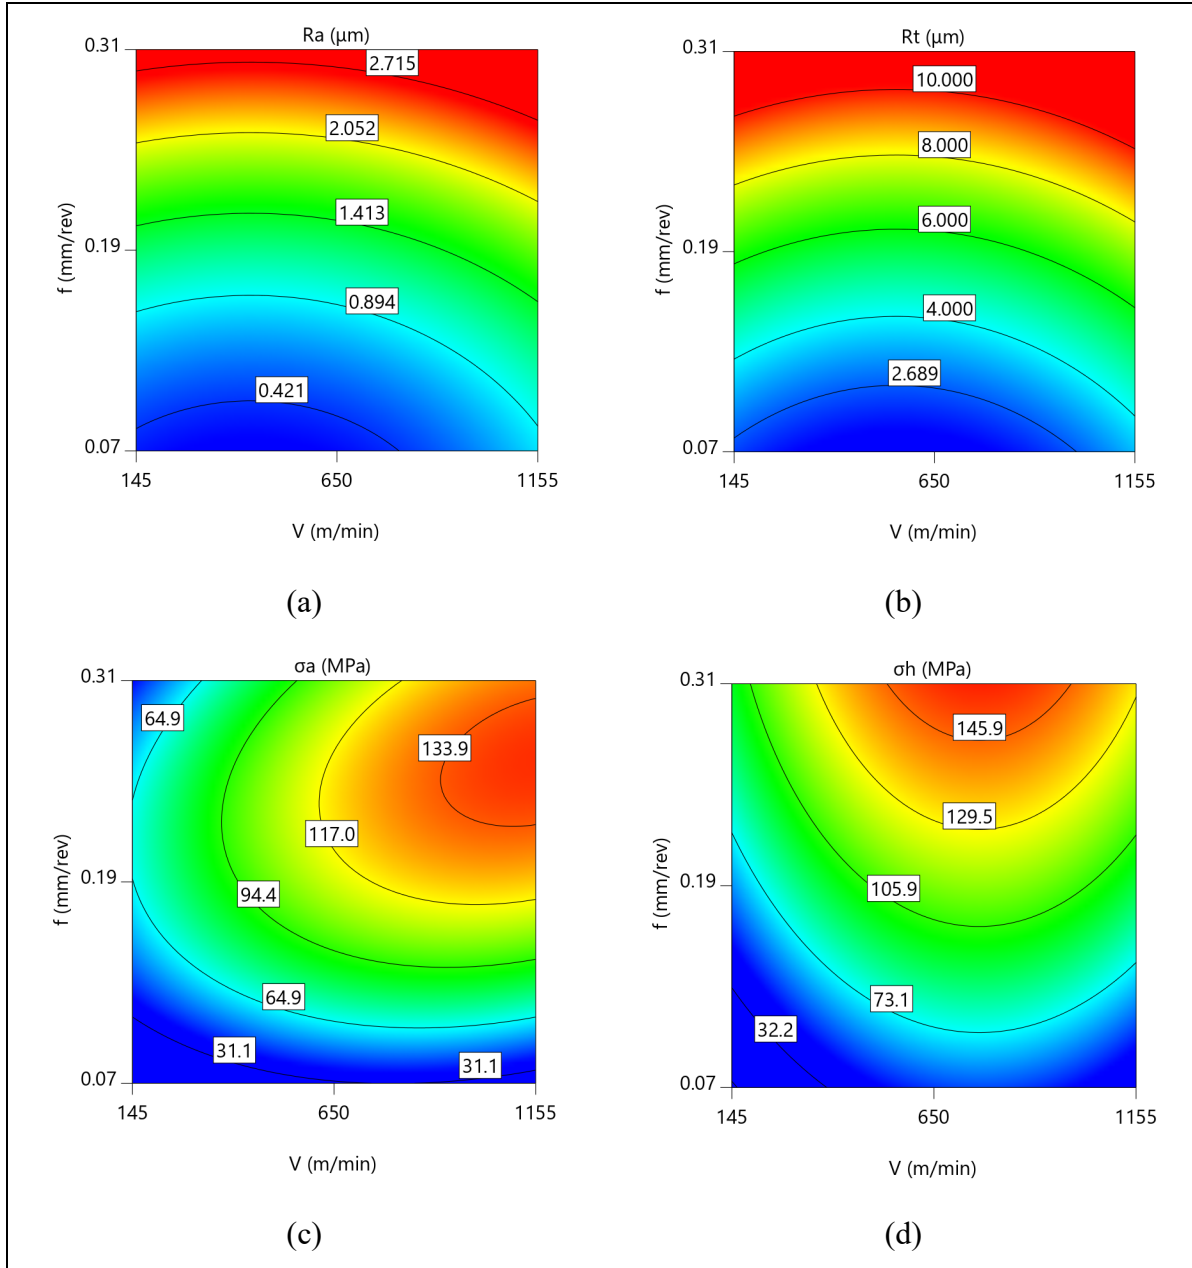 Ra (μm)
0.31
2.715
2.052
1.413
0.19
0.894
0.421
0.07
145
650
1155
f (mm/rev)
V (m/min)
(a)
Rt (μm)
0.31
10.000
8.000
6.000
0.19
4.000
2.689
0.07
145
650
1155
f (mm/rev)
V (m/min)
(b)
σa (MPa)
0.31
64.9
133.9
117.0
0.19
94.4
64.9
31.1
31.1
0.07
145
650
1155
f (mm/rev)
V (m/min)
(c)
σh (MPa)
0.31
145.9
129.5
0.19
105.9
73.1
32.2
0.07
145
650
1155
f (mm/rev)
V (m/min)
(d)